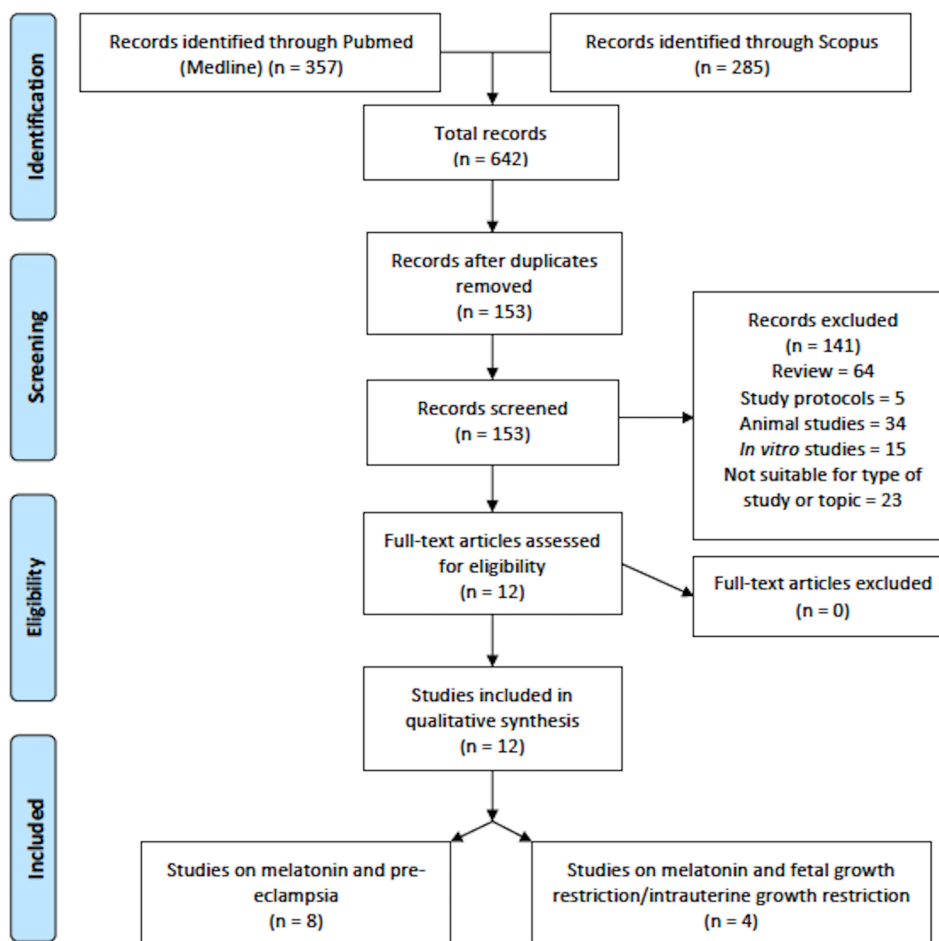 Identification
Records identified through Pubmed
(Medline) (n = 357)
Records identified through Scopus
(n = 285)
Total records
(n = 642)
Screening
Records after duplicates
removed
(n = 153)
Records screened
(n = 153)
Records excluded
(n = 141)
Review = 64
Study protocols = 5
Animal studies = 34
In vitro studies = 15
Not suitable for type of
study or topic = 23
Eligibility
Full-text articles assessed
for eligibility
(n = 12)
Full-text articles excluded
(n = 0)
Studies included in
qualitative synthesis
(n = 12)
Included
Studies on melatonin and pre-
eclampsia
(n = 8)
Studies on melatonin and fetal growth
restriction/intrauterine growth restriction
(n = 4)